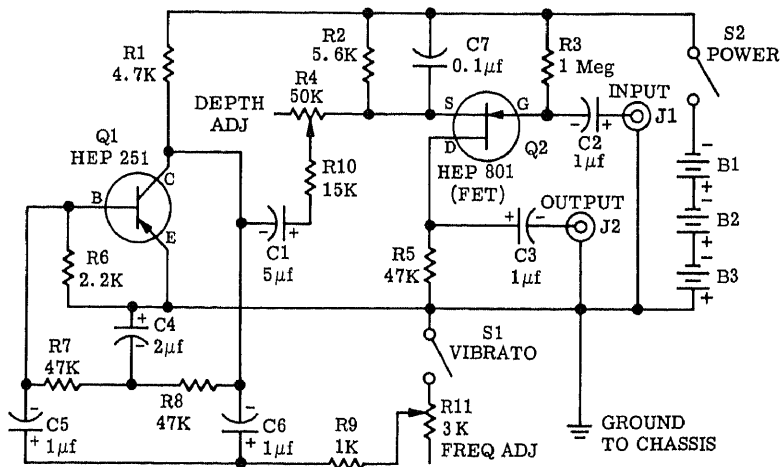 R1
4.7K
R2
5.6K
C7
0.1μf
R3
1 Meg
S2
POWER
R4
50K
DEPTH
ADJ
S
G
D
INPUT
J1
C2
1μf
- +
Q1
HEP 251
B
C
E
R10
15K
Q2
HEP 801
(FET)
-
B1
+
-
B2
+
-
B3
+
OUTPUT
J2
+ -
C3
1μf
R6
2.2K
- +
C1
5μf
R5
47K
+
C4
-
2μf
S1
VIBRATO
R7
47K
R8
47K
-
C5
+
1μf
-
C6
+
1μf
R9
1K
R11
3K
FREQ ADJ
GROUND
TO CHASSIS